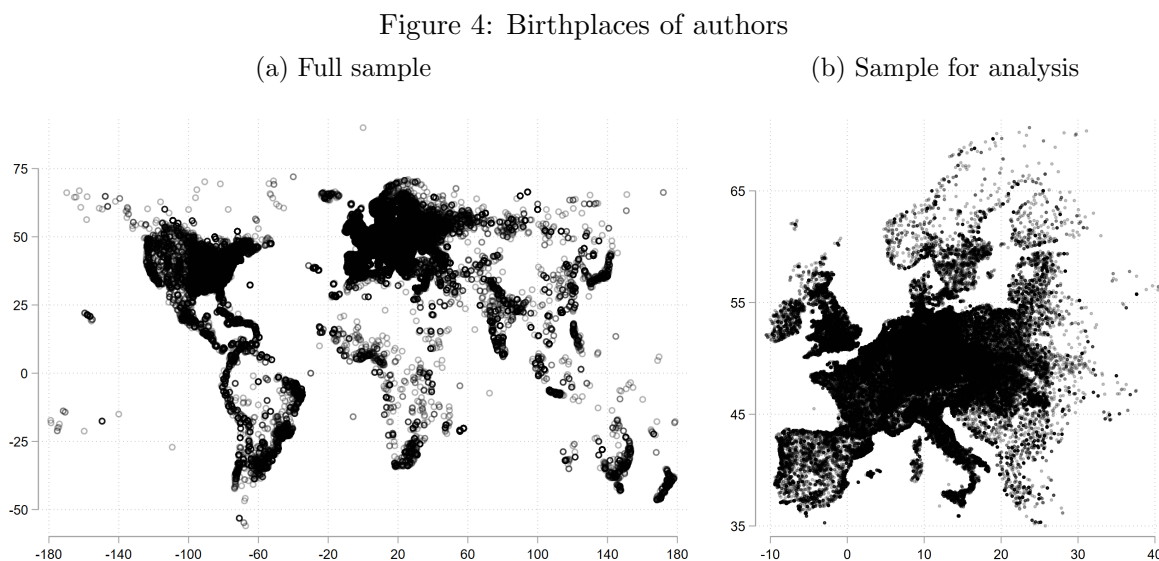 Figure 4: Birthplaces of authors
(a) Full sample
(b) Sample for analysis
75
50
25
0
-25
-50
-180 -140 -100 -60 -20 20 60 100 140 180
65
55
45
35
-10 0 10 20 30 40